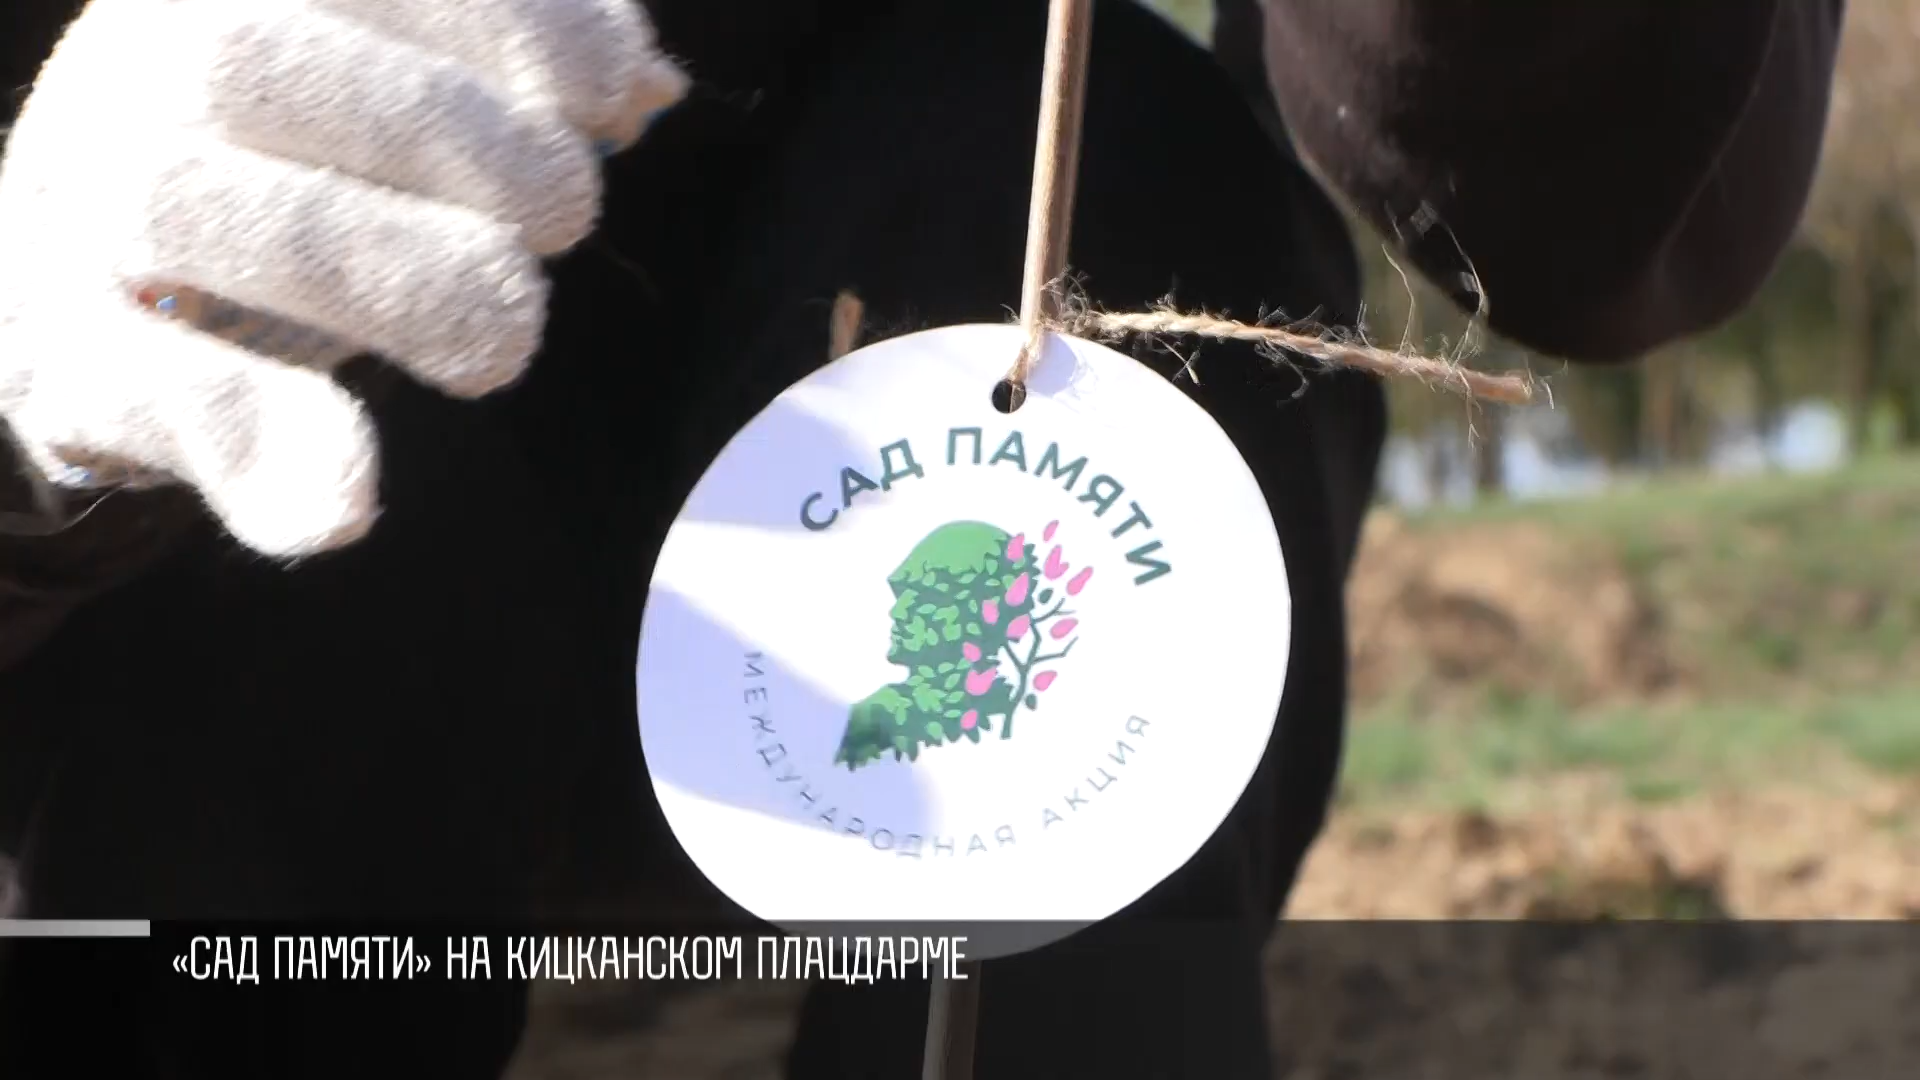 САД ПАМЯТИ
МЕЖДУНАРОДНАЯ АКЦИЯ
«САД ПАМЯТИ» НА КИЦКАНСКОМ ПЛАЦДАРМЕ